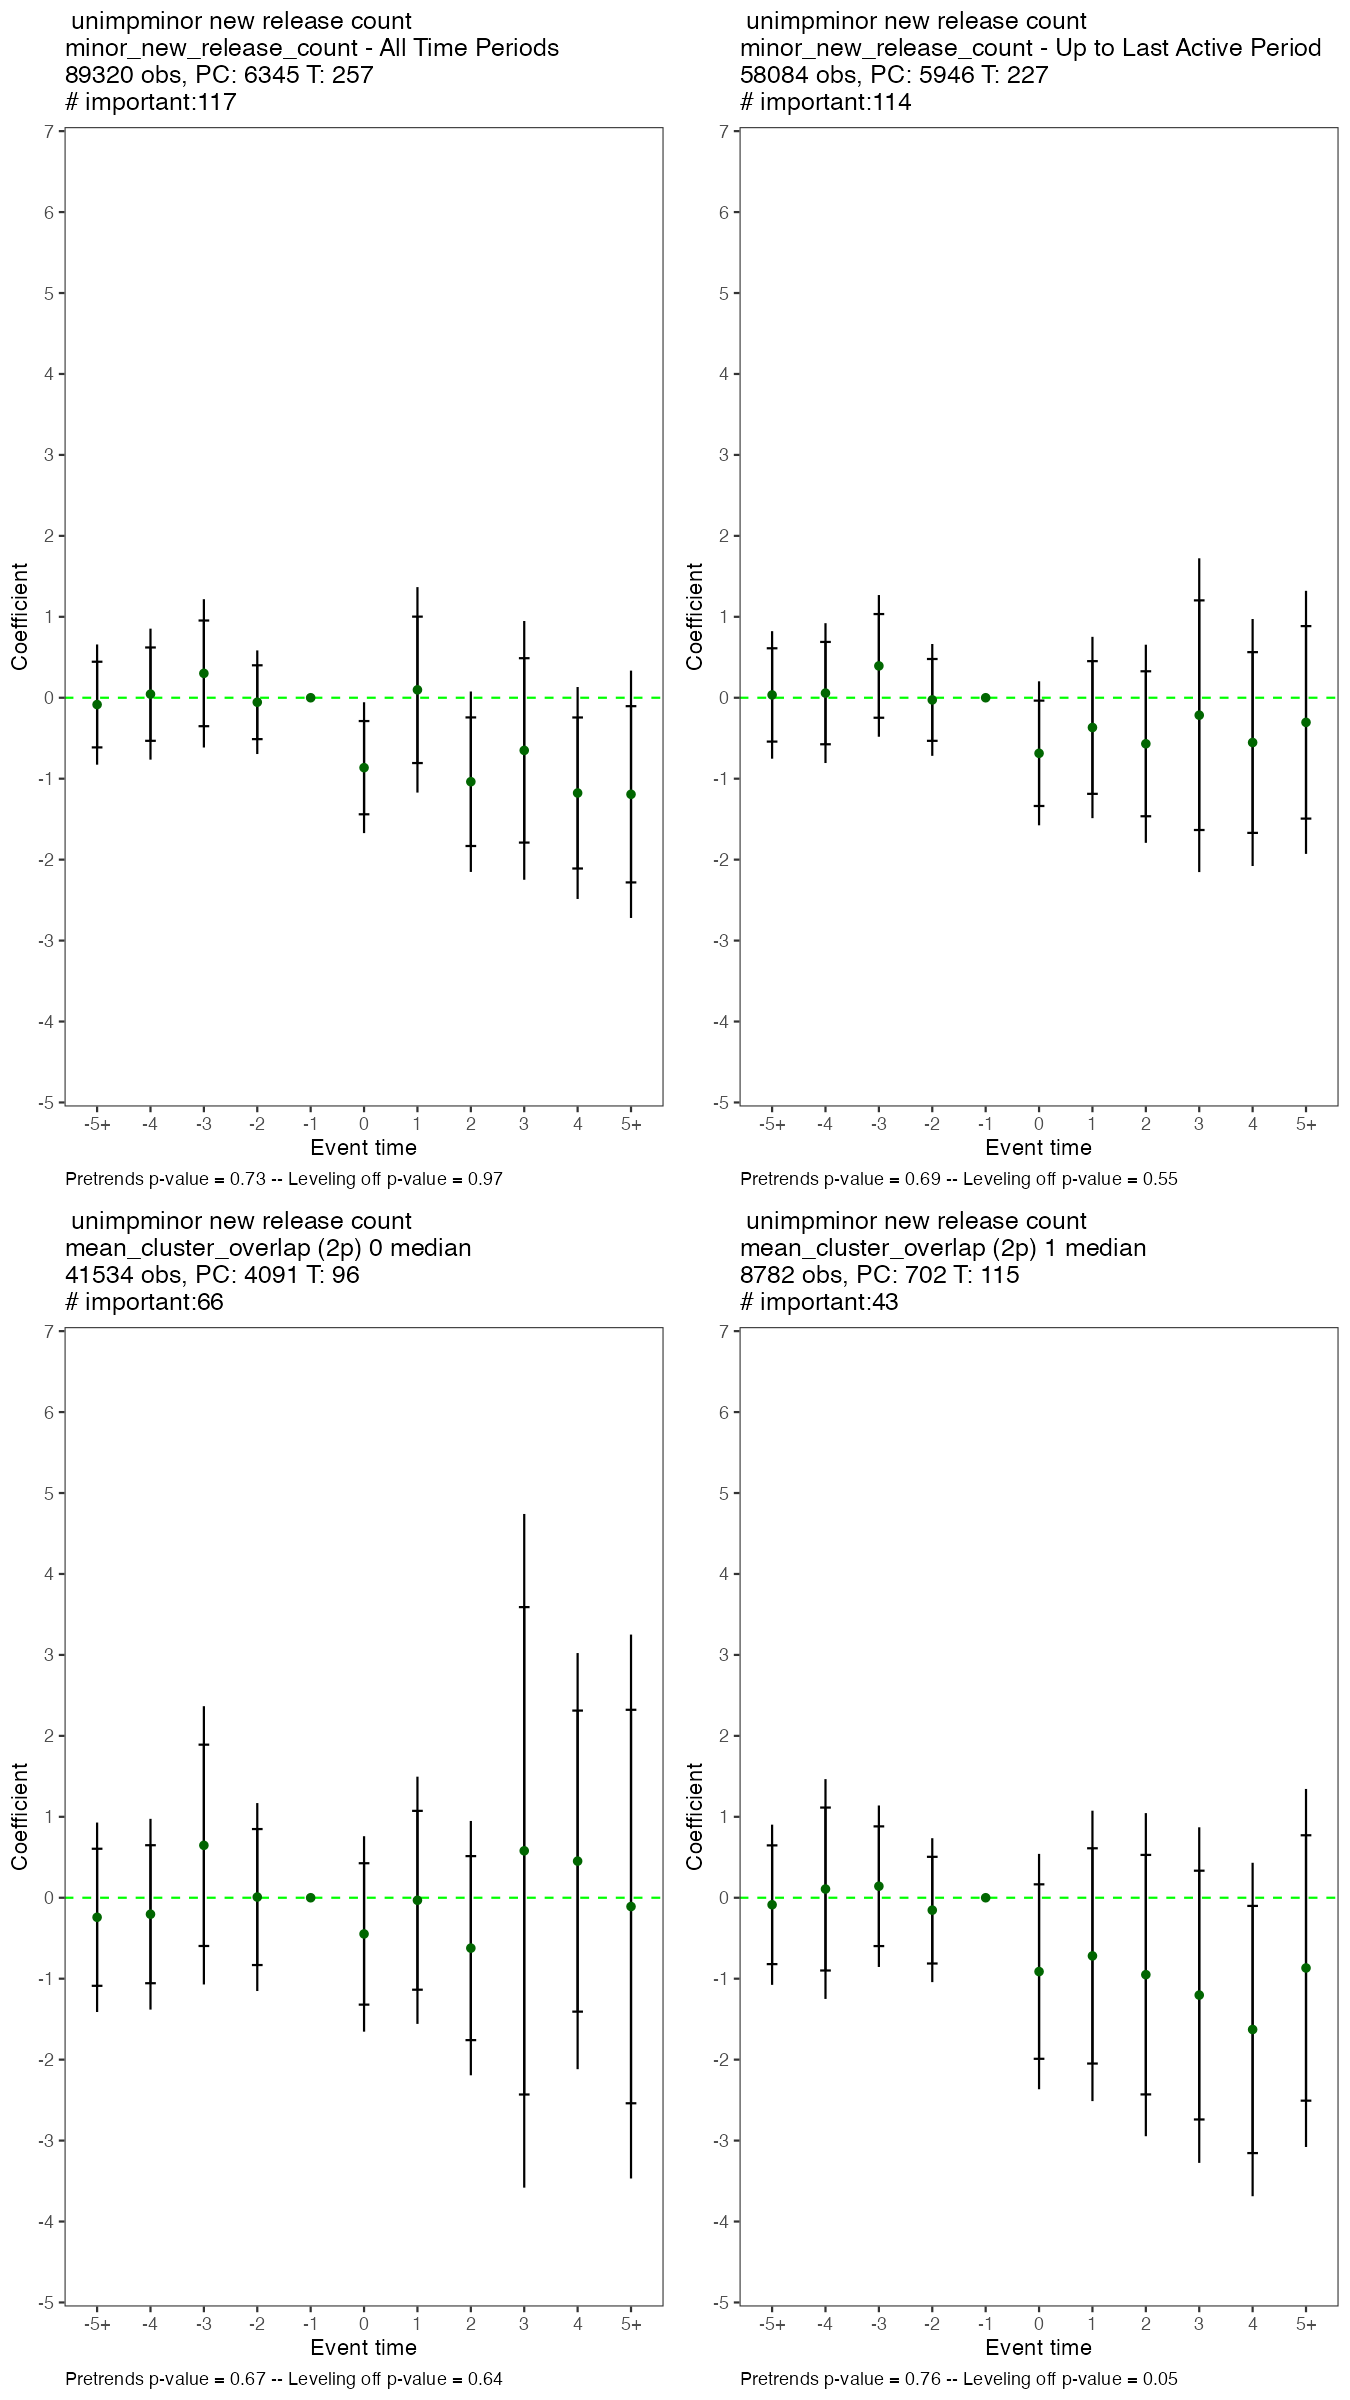 unimpminor new release count
minor_new_release_count - All Time Periods
89320 obs, PC: 6345 T: 257
# important:117
7
6
5
4
3
2
1
0
-1
-2
-3
-4
-5
Coefficient
-5+ -4 -3 -2 -1 0 1 2 3 4 5+
Event time
Pretrends p-value = 0.73 -- Leveling off p-value = 0.97
unimpminor new release count
minor_new_release_count - Up to Last Active Period
58084 obs, PC: 5946 T: 227
# important:114
7
6
5
4
3
2
1
0
-1
-2
-3
-4
-5
Coefficient
-5+ -4 -3 -2 -1 0 1 2 3 4 5+
Event time
Pretrends p-value = 0.69 -- Leveling off p-value = 0.55
unimpminor new release count
mean_cluster_overlap (2p) 0 median
41534 obs, PC: 4091 T: 96
# important:66
7
6
5
4
3
2
1
0
-1
-2
-3
-4
-5
Coefficient
-5+ -4 -3 -2 -1 0 1 2 3 4 5+
Event time
Pretrends p-value = 0.67 -- Leveling off p-value = 0.64
unimpminor new release count
mean_cluster_overlap (2p) 1 median
8782 obs, PC: 702 T: 115
# important:43
7
6
5
4
3
2
1
0
-1
-2
-3
-4
-5
Coefficient
-5+ -4 -3 -2 -1 0 1 2 3 4 5+
Event time
Pretrends p-value = 0.76 -- Leveling off p-value = 0.05